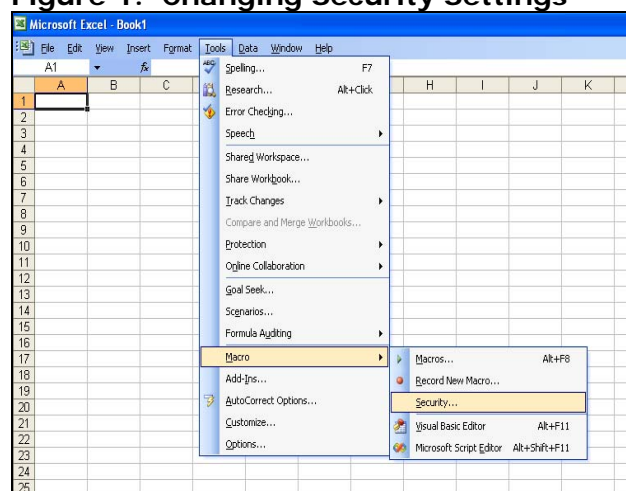 Figure 1: Changing Security Settings
Microsoft Excel - Book1
File Edit View Insert Format Tools Data Window Help
A1 fx
A B C H I J K
Spelling... F7
Research... Alt+Click
Error Checking...
Speech
Shared Workspace...
Share Workbook...
Track Changes
Compare and Merge Workbooks...
Protection
Online Collaboration
Goal Seek...
Scenarios...
Formula Auditing
Macro
Add-Ins...
AutoCorrect Options...
Customize...
Options...
Macros... Alt+F8
Record New Macro...
Security...
Visual Basic Editor Alt+F11
Microsoft Script Editor Alt+Shift+F11
1
2
3
4
5
6
7
8
9
10
11
12
13
14
15
16
17
18
19
20
21
22
23
24
25